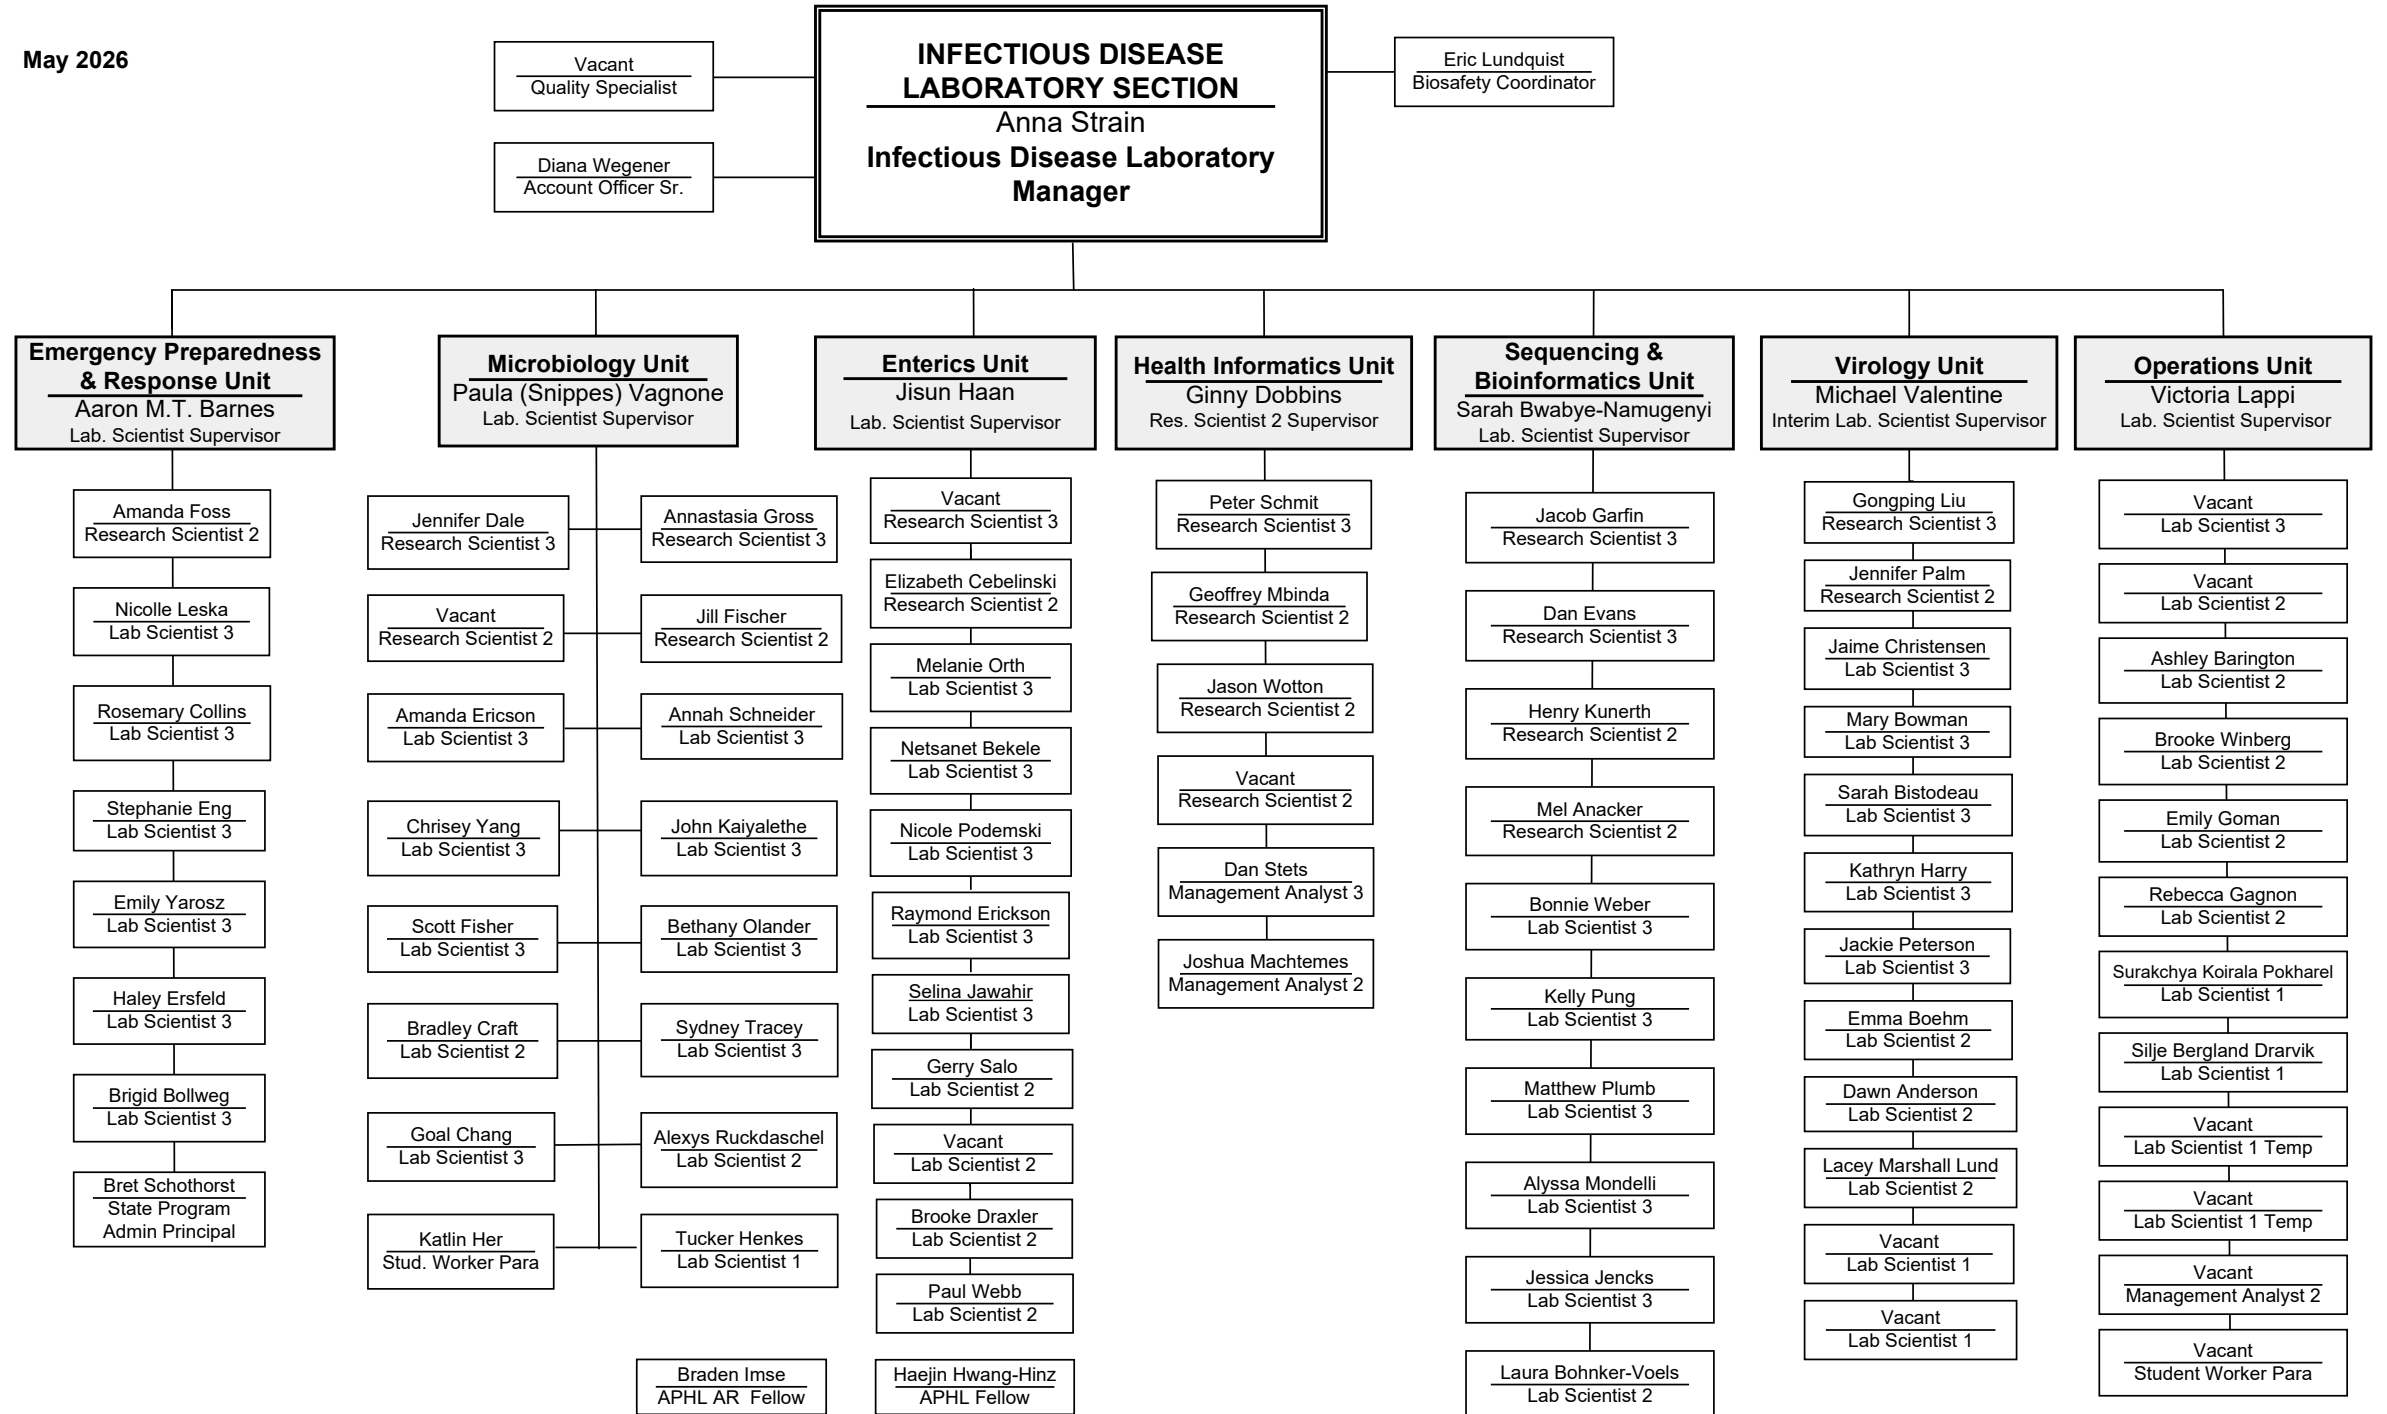 May 2026
Vacant
Quality Specialist
Diana Wegener
Account Officer Sr.
INFECTIOUS DISEASE
LABORATORY SECTION
Anna Strain
Infectious Disease Laboratory
Manager
Eric Lundquist
Biosafety Coordinator
Emergency Preparedness
& Response Unit
Aaron M.T. Barnes
Lab. Scientist Supervisor
Amanda Foss
Research Scientist 2
Nicolle Leska
Lab Scientist 3
Rosemary Collins
Lab Scientist 3
Stephanie Eng
Lab Scientist 3
Emily Yarosz
Lab Scientist 3
Haley Ersfeld
Lab Scientist 3
Brigid Bollweg
Lab Scientist 3
Bret Schothorst
State Program
Admin Principal
Microbiology Unit
Paula (Snippes) Vagnone
Lab. Scientist Supervisor
Jennifer Dale
Research Scientist 3
Annastasia Gross
Research Scientist 3
Vacant
Research Scientist 2
Jill Fischer
Research Scientist 2
Amanda Ericson
Lab Scientist 3
Annah Schneider
Lab Scientist 3
Chrisey Yang
Lab Scientist 3
John Kaiyalethe
Lab Scientist 3
Scott Fisher
Lab Scientist 3
Bethany Olander
Lab Scientist 3
Bradley Craft
Lab Scientist 2
Sydney Tracey
Lab Scientist 3
Goal Chang
Lab Scientist 3
Alexys Ruckdaschel
Lab Scientist 2
Katlin Her
Stud. Worker Para
Tucker Henkes
Lab Scientist 1
Braden Imse
APHL AR  Fellow
Enterics Unit
Jisun Haan
Lab. Scientist Supervisor
Vacant
Research Scientist 3
Elizabeth Cebelinski
Research Scientist 2
Melanie Orth
Lab Scientist 3
Netsanet Bekele
Lab Scientist 3
Nicole Podemski
Lab Scientist 3
Raymond Erickson
Lab Scientist 3
Selina Jawahir
Lab Scientist 3
Gerry Salo
Lab Scientist 2
Vacant
Lab Scientist 2
Brooke Draxler
Lab Scientist 2
Paul Webb
Lab Scientist 2
Haejin Hwang-Hinz
APHL Fellow
Health Informatics Unit
Ginny Dobbins
Res. Scientist 2 Supervisor
Peter Schmit
Research Scientist 3
Geoffrey Mbinda
Research Scientist 2
Jason Wotton
Research Scientist 2
Vacant
Research Scientist 2
Dan Stets
Management Analyst 3
Joshua Machtemes
Management Analyst 2
Sequencing &
Bioinformatics Unit
Sarah Bwabye-Namugenyi
Lab. Scientist Supervisor
Jacob Garfin
Research Scientist 3
Dan Evans
Research Scientist 3
Henry Kunerth
Research Scientist 2
Mel Anacker
Research Scientist 2
Bonnie Weber
Lab Scientist 3
Kelly Pung
Lab Scientist 3
Matthew Plumb
Lab Scientist 3
Alyssa Mondelli
Lab Scientist 3
Jessica Jencks
Lab Scientist 3
Laura Bohnker-Voels
Lab Scientist 2
Virology Unit
Michael Valentine
Interim Lab. Scientist Supervisor
Gongping Liu
Research Scientist 3
Jennifer Palm
Research Scientist 2
Jaime Christensen
Lab Scientist 3
Mary Bowman
Lab Scientist 3
Sarah Bistodeau
Lab Scientist 3
Kathryn Harry
Lab Scientist 3
Jackie Peterson
Lab Scientist 3
Emma Boehm
Lab Scientist 2
Dawn Anderson
Lab Scientist 2
Lacey Marshall Lund
Lab Scientist 2
Vacant
Lab Scientist 1
Vacant
Lab Scientist 1
Operations Unit
Victoria Lappi
Lab. Scientist Supervisor
Vacant
Lab Scientist 3
Vacant
Lab Scientist 2
Ashley Barington
Lab Scientist 2
Brooke Winberg
Lab Scientist 2
Emily Goman
Lab Scientist 2
Rebecca Gagnon
Lab Scientist 2
Surakchya Koirala Pokharel
Lab Scientist 1
Silje Bergland Drarvik
Lab Scientist 1
Vacant
Lab Scientist 1 Temp
Vacant
Lab Scientist 1 Temp
Vacant
Management Analyst 2
Vacant
Student Worker Para